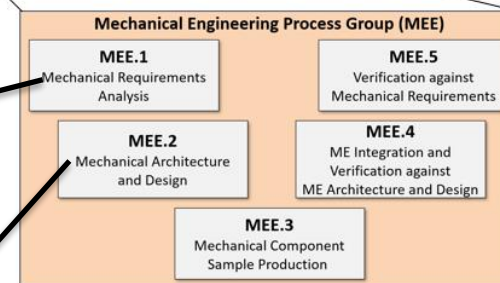 Mechanical Engineering Process Group (MEE)
MEE.1
Mechanical Requirements
Analysis
MEE.5
Verification against
Mechanical Requirements
MEE.2
Mechanical Architecture
and Design
MEE.4
ME Integration and
Verification against
ME Architecture and Design
MEE.3
Mechanical Component
Sample Production